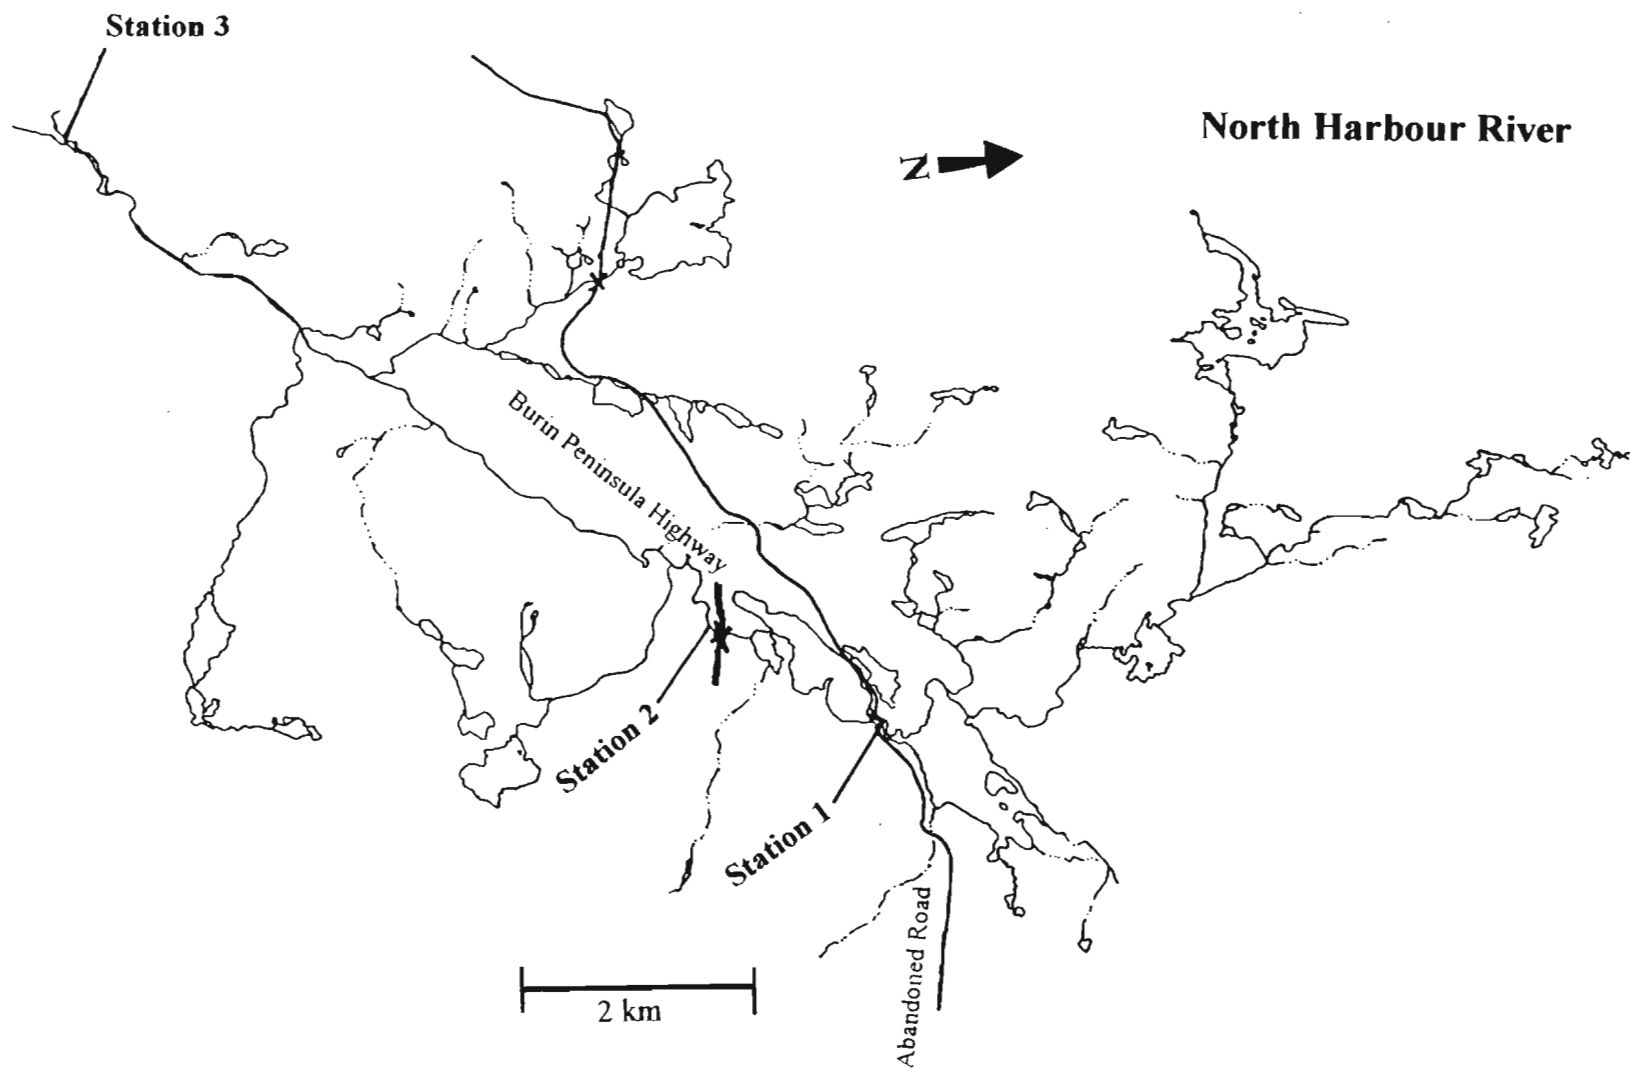 Station 3
North Harbour River
N
Burin Peninsula Highway
Station 2
Station 1
Abandoned Road
2 km